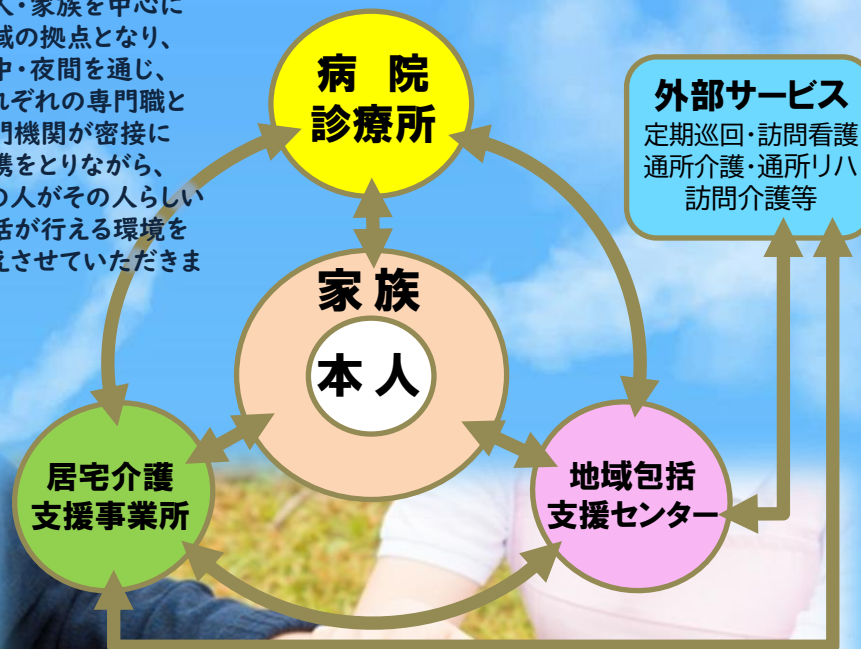 人・家族を中心に
域の拠点となり、
中・夜間を通じ、
れぞれの専門職と
門機関が密接に
携をとりながら、
の人がその人らしい
活が行える環境を
えさせていただきま
病院
診療所
外部サービス
定期巡回・訪問看護
通所介護・通所リハ
訪問介護等
家族
本人
居宅介護
支援事業所
地域包括
支援センター